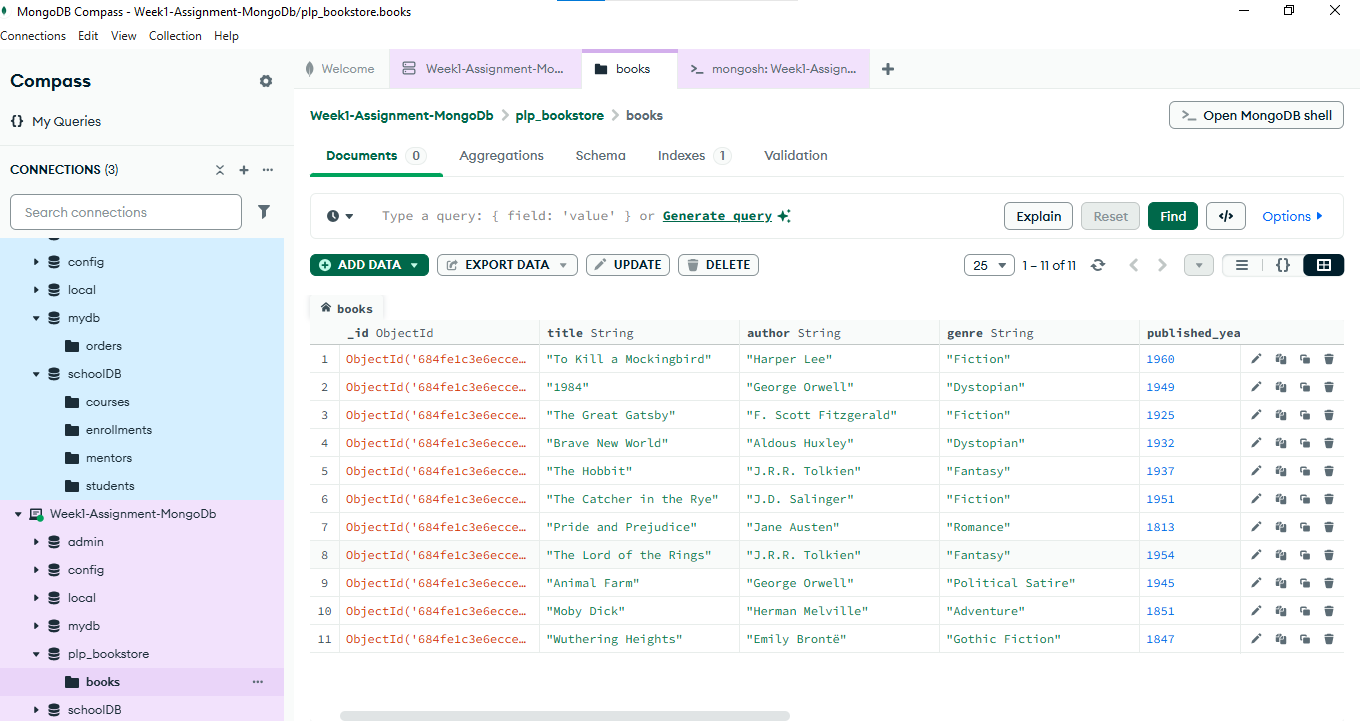 MongoDB Compass - Week1-Assignment-MongoDb/plp_bookstore.books
Connections Edit View Collection Help
Compass
{} My Queries
CONNECTIONS (3)
Search connections
config
local
mydb
orders
schoolDB
courses
enrollments
mentors
students
Week1-Assignment-MongoDb
admin
config
local
mydb
plp_bookstore
books
schoolDB
Welcome Week1-Assignment-Mo... books >_ mongosh: Week1-Assign... +
Week1-Assignment-MongoDb > plp_bookstore > books >_ Open MongoDB shell
Documents 0 Aggregations Schema Indexes 1 Validation
Type a query: { field: 'value' } or Generate query Explain Reset Find </> Options
ADD DATA EXPORT DATA UPDATE DELETE 25 1 – 11 of 11 {}
books
_id ObjectId title String author String genre String published_yea
1 ObjectId('684fe1c3e6ecce… "To Kill a Mockingbird" "Harper Lee" "Fiction" 1960
2 ObjectId('684fe1c3e6ecce… "1984" "George Orwell" "Dystopian" 1949
3 ObjectId('684fe1c3e6ecce… "The Great Gatsby" "F. Scott Fitzgerald" "Fiction" 1925
4 ObjectId('684fe1c3e6ecce… "Brave New World" "Aldous Huxley" "Dystopian" 1932
5 ObjectId('684fe1c3e6ecce… "The Hobbit" "J.R.R. Tolkien" "Fantasy" 1937
6 ObjectId('684fe1c3e6ecce… "The Catcher in the Rye" "J.D. Salinger" "Fiction" 1951
7 ObjectId('684fe1c3e6ecce… "Pride and Prejudice" "Jane Austen" "Romance" 1813
8 ObjectId('684fe1c3e6ecce… "The Lord of the Rings" "J.R.R. Tolkien" "Fantasy" 1954
9 ObjectId('684fe1c3e6ecce… "Animal Farm" "George Orwell" "Political Satire" 1945
10 ObjectId('684fe1c3e6ecce… "Moby Dick" "Herman Melville" "Adventure" 1851
11 ObjectId('684fe1c3e6ecce… "Wuthering Heights" "Emily Brontë" "Gothic Fiction" 1847